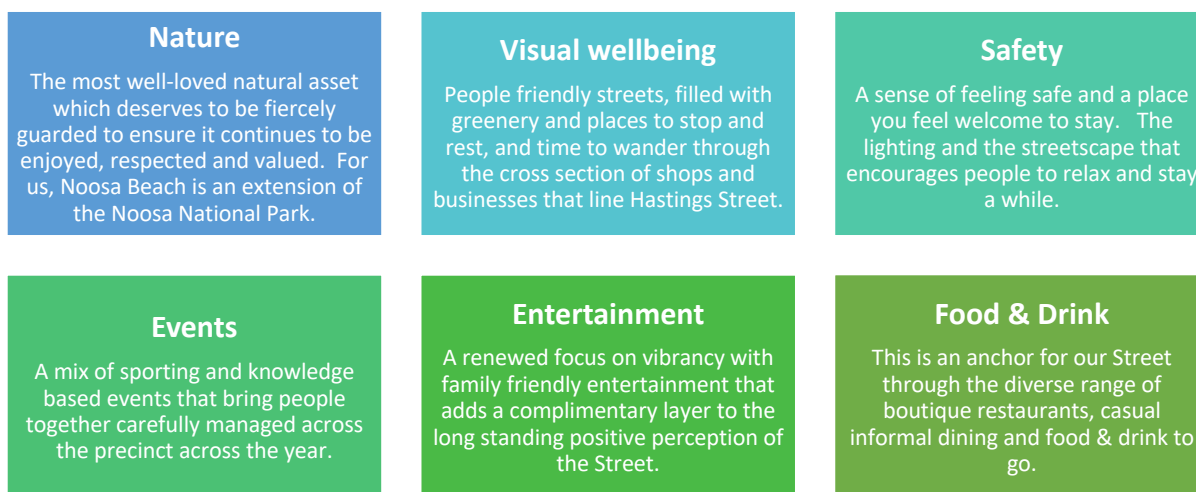 Nature
The most well-loved natural asset
which deserves to be fiercely
guarded to ensure it continues to be
enjoyed, respected and valued.  For
us, Noosa Beach is an extension of
the Noosa National Park.
Visual wellbeing
People friendly streets, filled with
greenery and places to stop and
rest, and time to wander through
the cross section of shops and
businesses that line Hastings Street.
Safety
A sense of feeling safe and a place
you feel welcome to stay.   The
lighting and the streetscape that
encourages people to relax and stay
a while.
Events
A mix of sporting and knowledge
based events that bring people
together carefully managed across
the precinct across the year.
Entertainment
A renewed focus on vibrancy with
family friendly entertainment that
adds a complimentary layer to the
long standing positive perception of
the Street.
Food & Drink
This is an anchor for our Street
through the diverse range of
boutique restaurants, casual
informal dining and food & drink to
go.